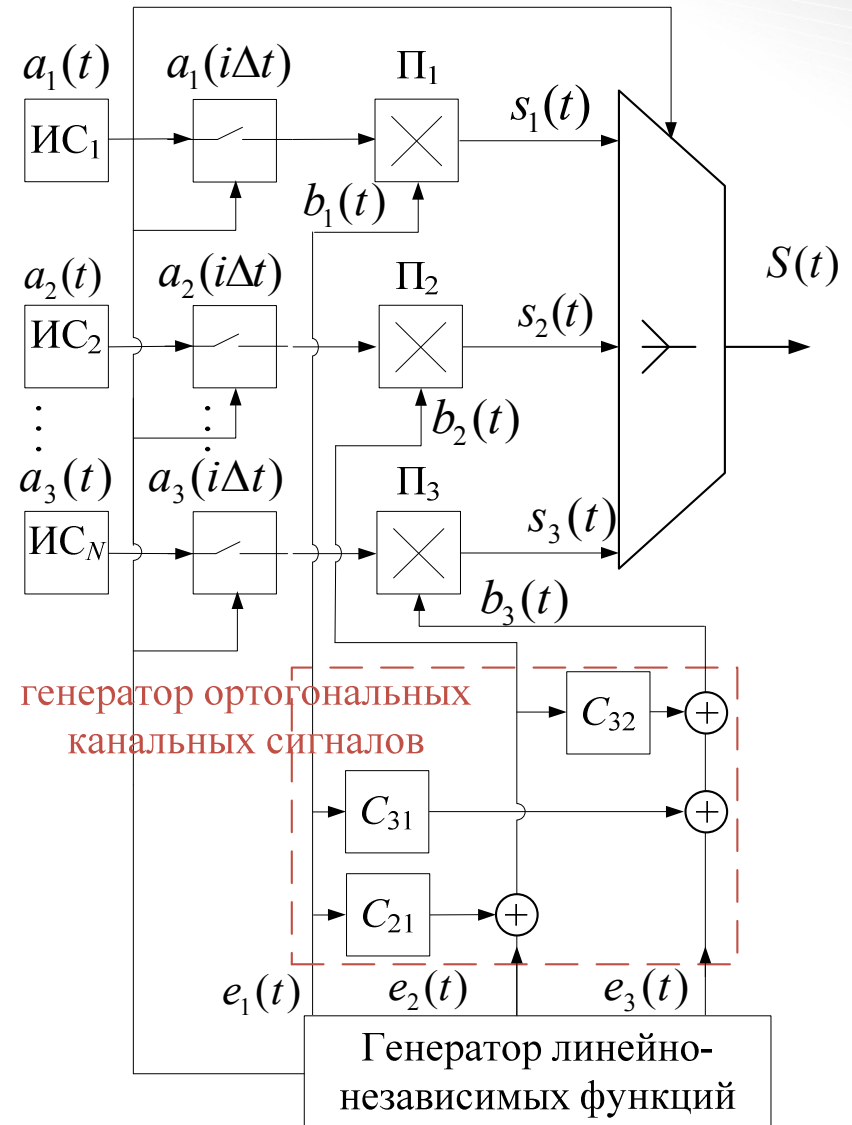 a₁(t)
a₁(iΔt)
П₁
ИС₁
s₁(t)
b₁(t)
a₂(t)
a₂(iΔt)
П₂
S(t)
ИС₂
s₂(t)
b₂(t)
a₃(t)
a₃(iΔt)
П₃
ИС_N
s₃(t)
b₃(t)
генератор ортогональных
канальных сигналов
C₃₂
+
C₃₁
+
C₂₁
+
e₁(t)
e₂(t)
e₃(t)
Генератор линейно-
независимых функций